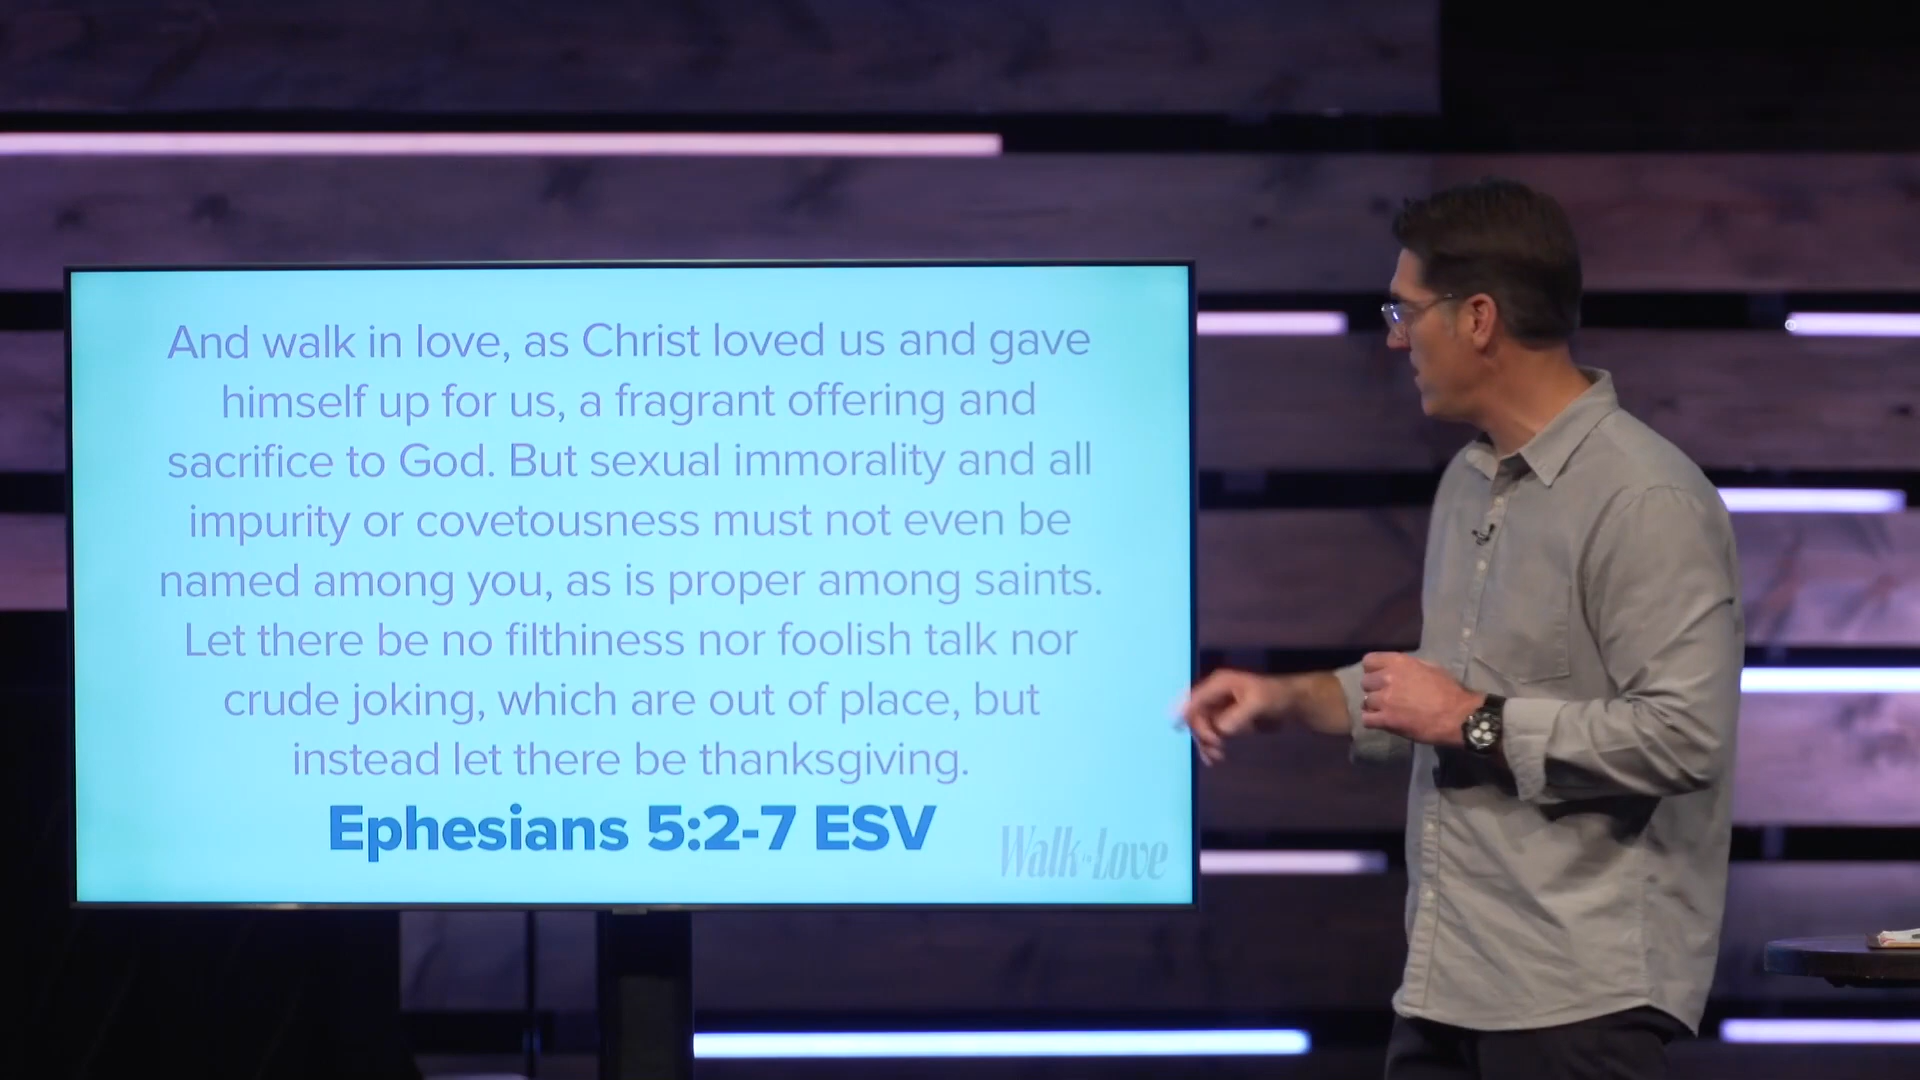 And walk in love, as Christ loved us and gave
himself up for us, a fragrant offering and
sacrifice to God. But sexual immorality and all
impurity or covetousness must not even be
named among you, as is proper among saints.
Let there be no filthiness nor foolish talk nor
crude joking, which are out of place, but
instead let there be thanksgiving.
Ephesians 5:2-7 ESV
Walk in Love